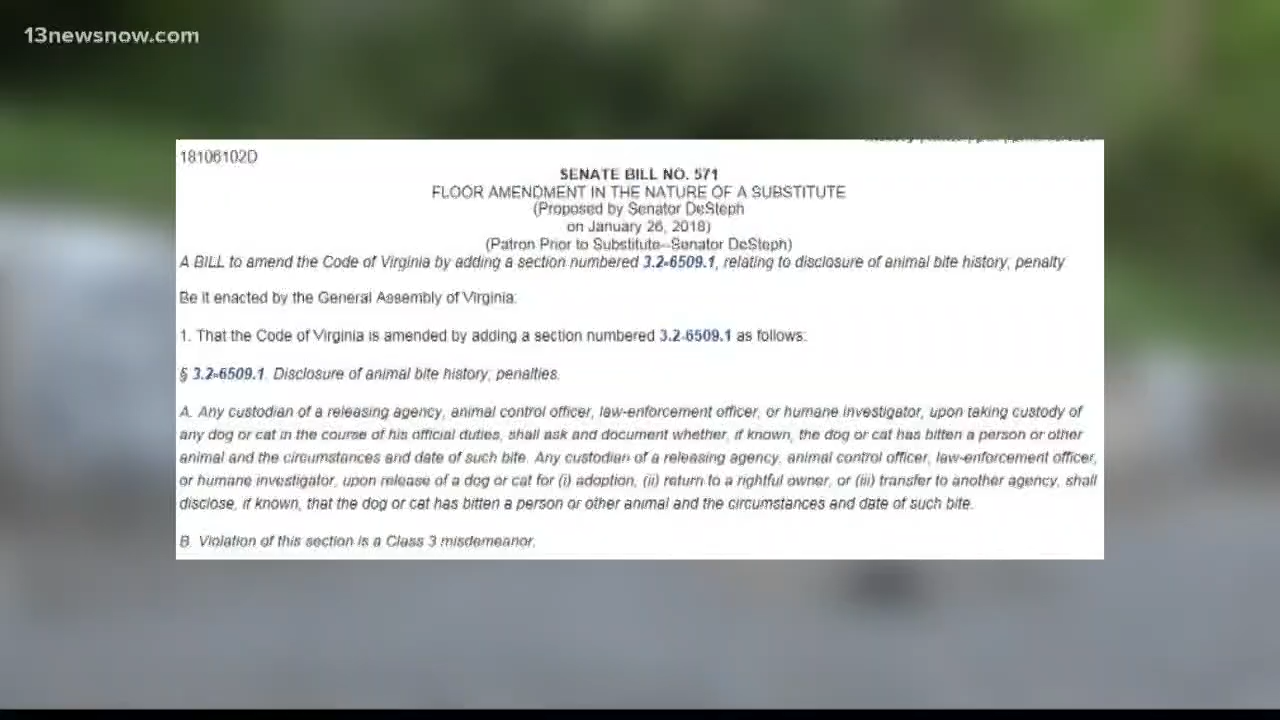 13newsnow.com
18106102D
SENATE BILL NO. 571
FLOOR AMENDMENT IN THE NATURE OF A SUBSTITUTE
(Proposed by Senator DeSteph
on January 26, 2018)
(Patron Prior to Substitute--Senator DeSteph)
A BILL to amend the Code of Virginia by adding a section numbered 3.2-6509.1, relating to disclosure of animal bite history; penalty
Be it enacted by the General Assembly of Virginia:
1. That the Code of Virginia is amended by adding a section numbered 3.2-6509.1 as follows:
§ 3.2-6509.1. Disclosure of animal bite history; penalties.
A. Any custodian of a releasing agency, animal control officer, law-enforcement officer, or humane investigator, upon taking custody of
any dog or cat in the course of his official duties, shall ask and document whether, if known, the dog or cat has bitten a person or other
animal and the circumstances and date of such bite. Any custodian of a releasing agency, animal control officer, law-enforcement officer,
or humane investigator, upon release of a dog or cat for (i) adoption, (ii) return to a rightful owner, or (iii) transfer to another agency, shall
disclose, if known, that the dog or cat has bitten a person or other animal and the circumstances and date of such bite.
B. Violation of this section is a Class 3 misdemeanor.